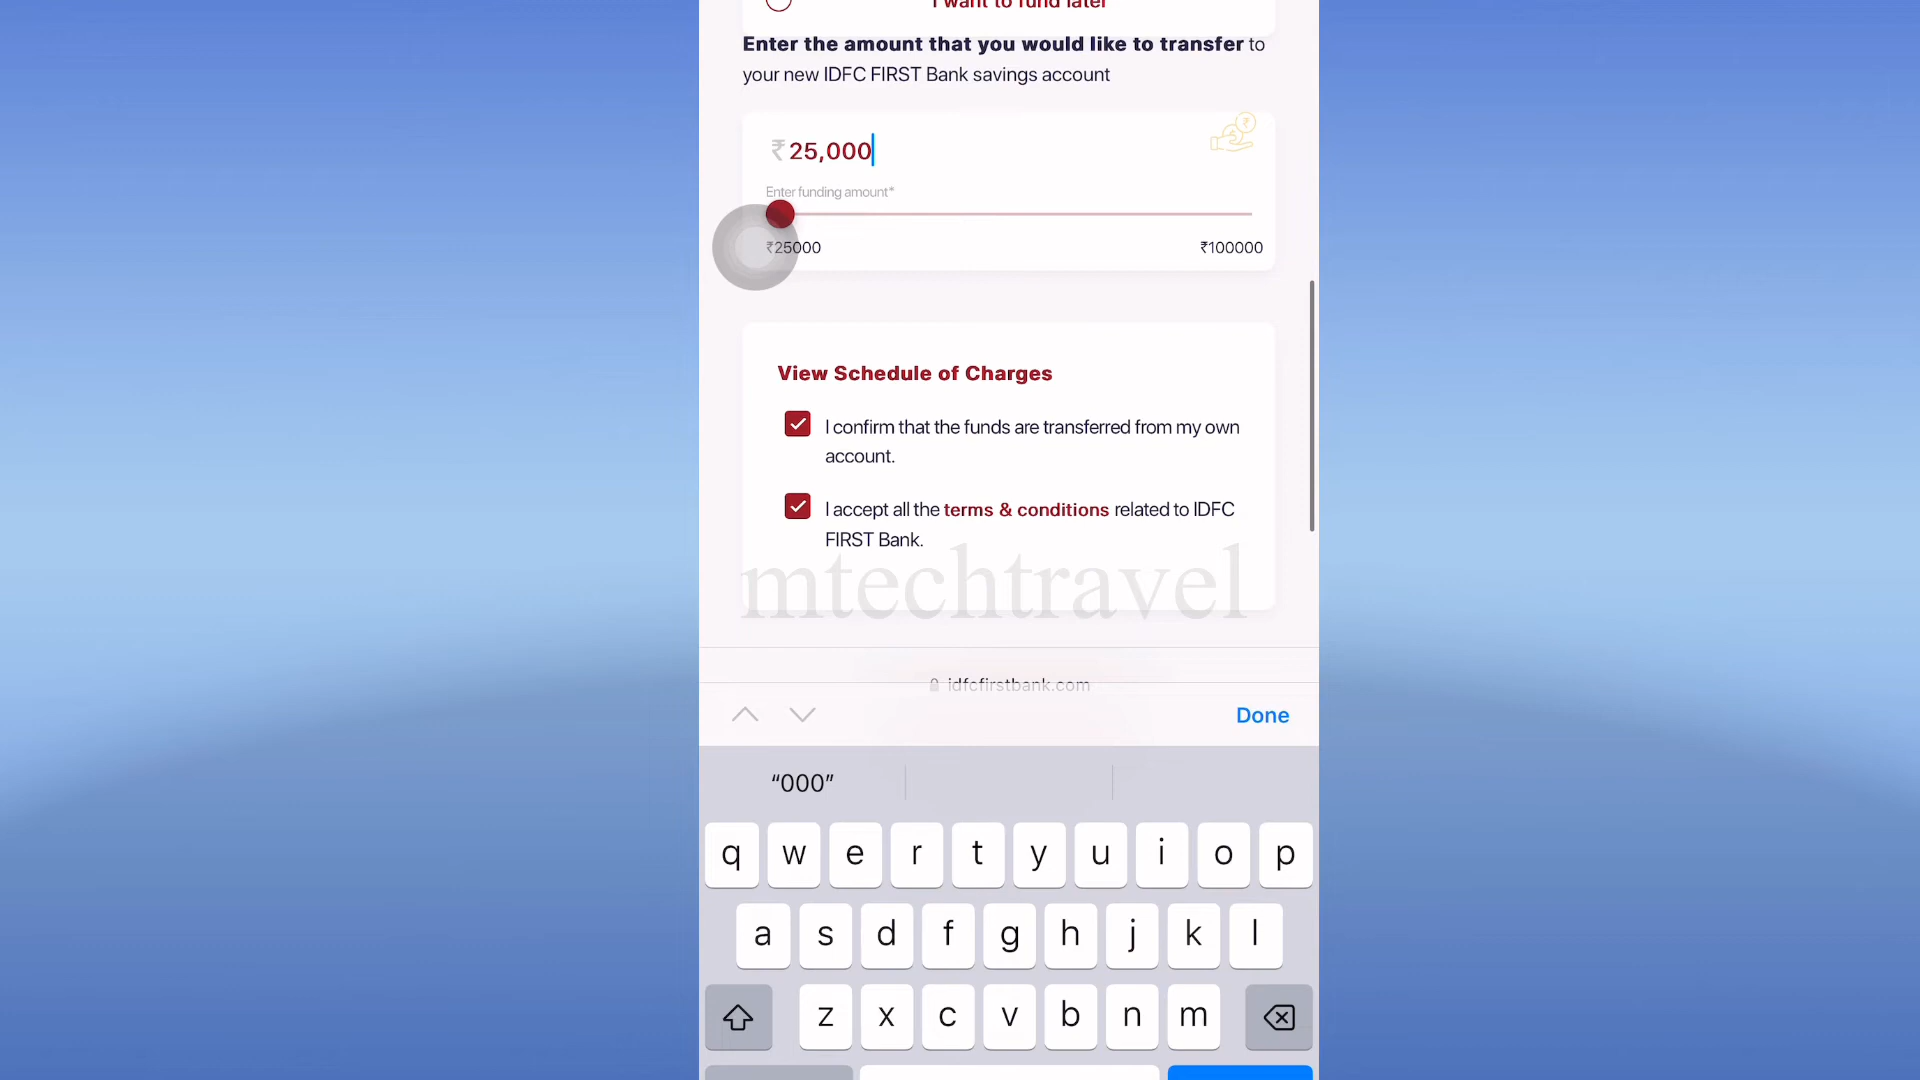 I want to fund later
Enter the amount that you would like to transfer to
your new IDFC FIRST Bank savings account
₹ 25,000
Enter funding amount*
₹25000 ₹100000
View Schedule of Charges
I confirm that the funds are transferred from my own
account.
I accept all the terms & conditions related to IDFC
FIRST Bank.
mtechtravel
idfcfirstbank.com
Done
“000”
q w e r t y u i o p
a s d f g h j k l
z x c v b n m